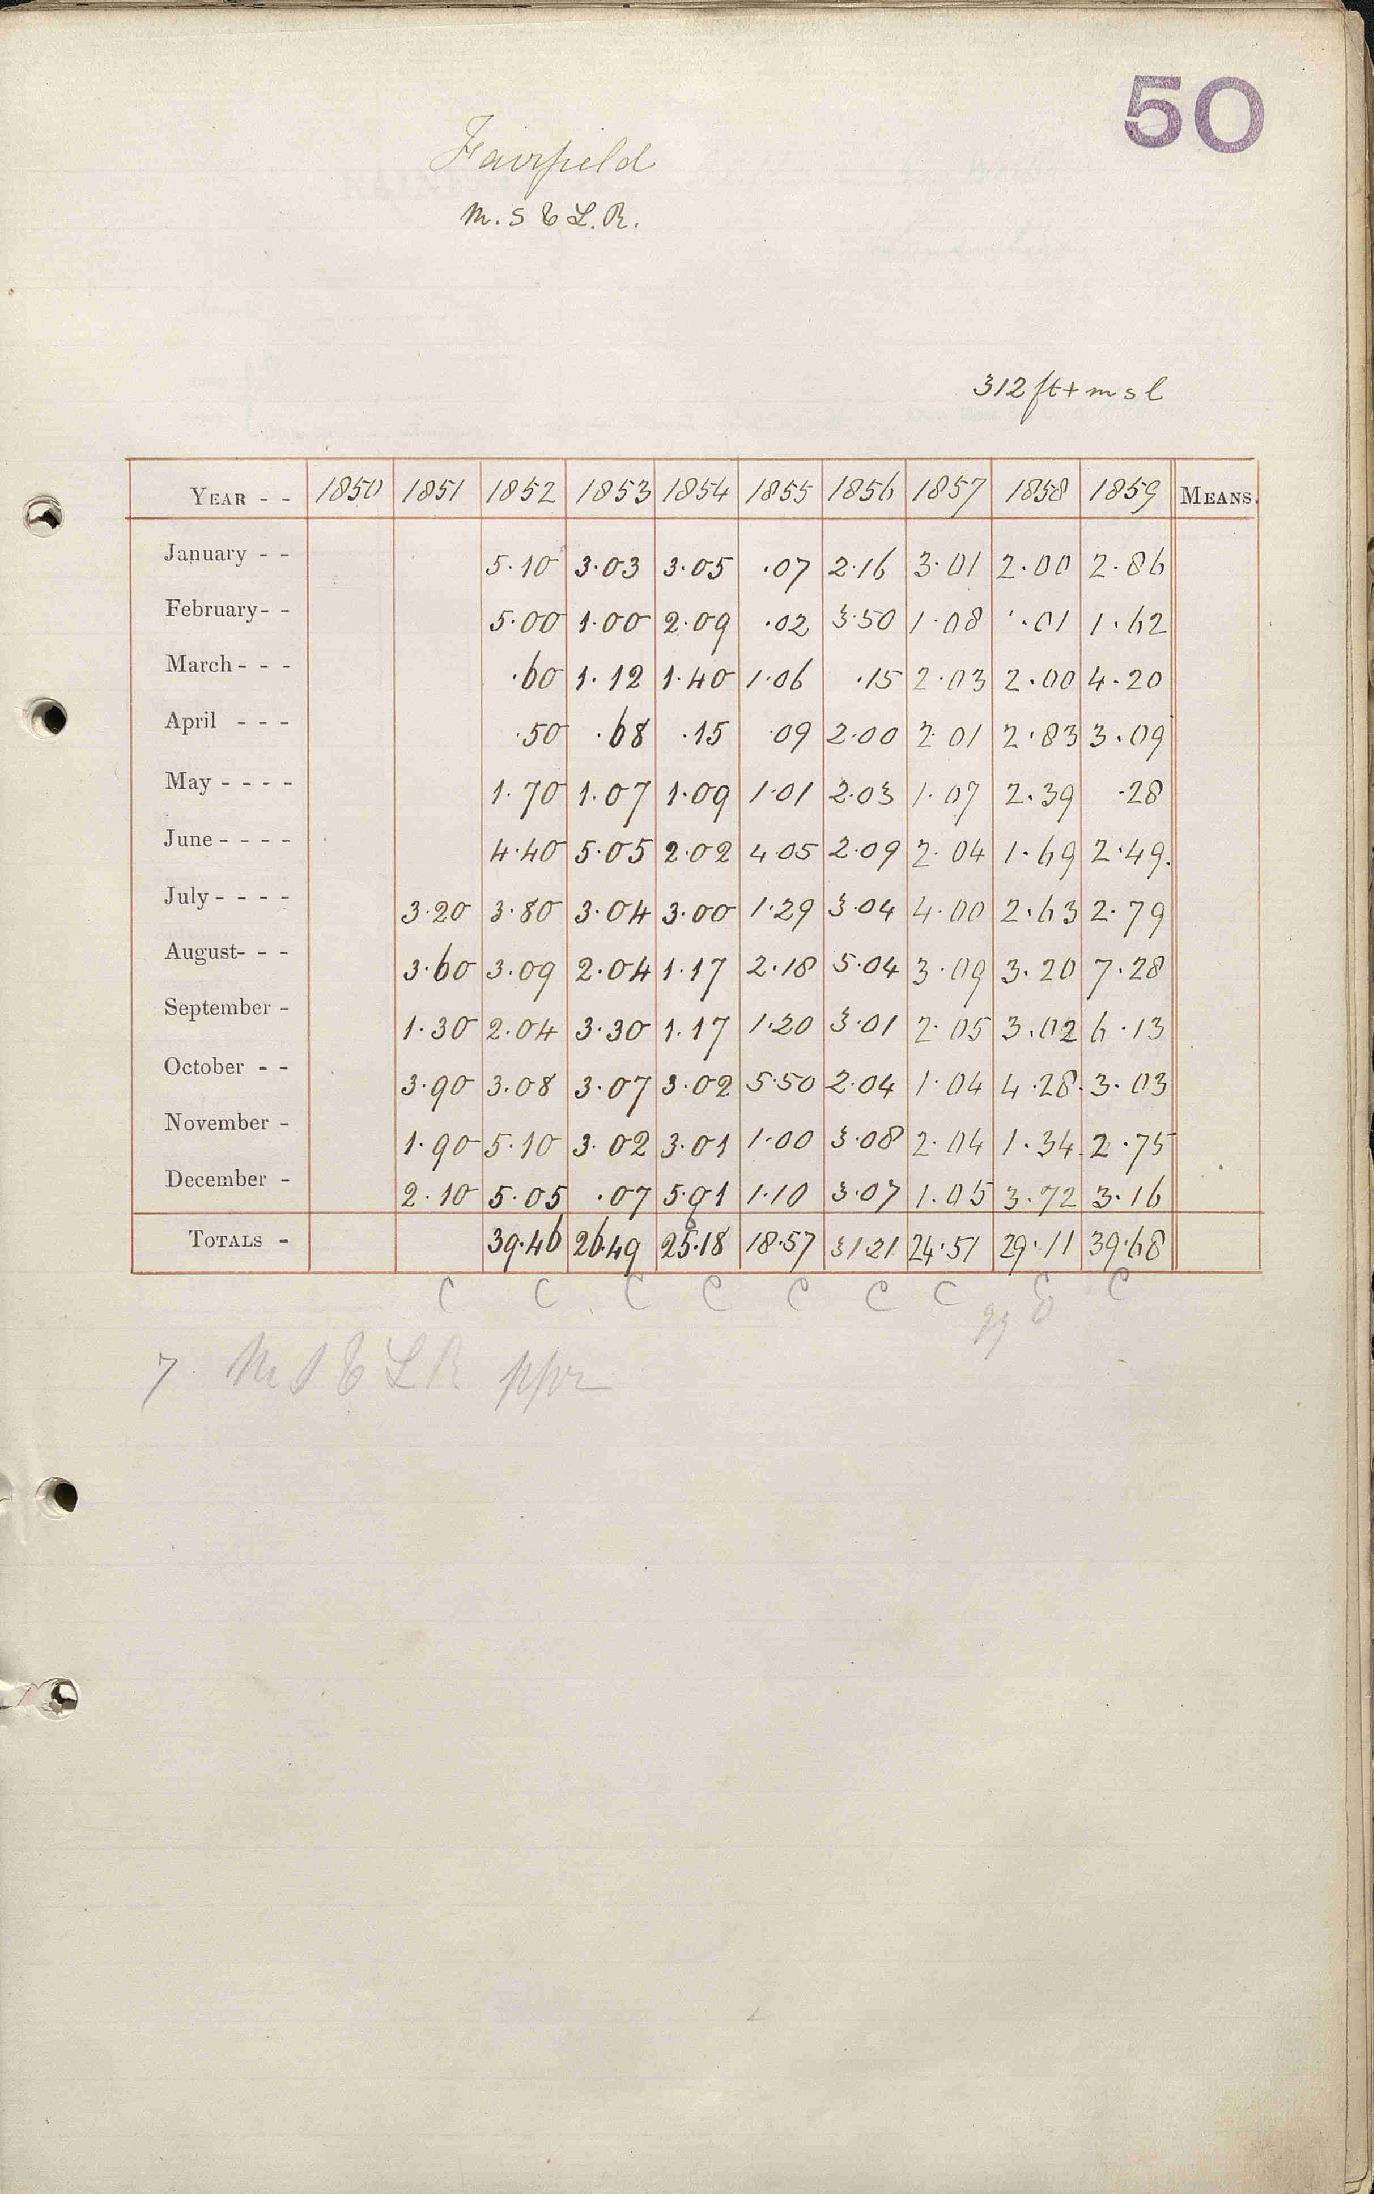 50
Fairfield
M. S & L. R.
312 ft + m s l
YEAR - - 1850 1851 1852 1853 1854 1855 1856 1857 1858 1859 MEANS.
January - - 5.10 3.03 3.05 .07 2.16 3.01 2.00 2.86
February - - 5.00 1.00 2.09 .02 3.50 1.08 .01 1.62
March - - - .60 1.12 1.40 1.06 .15 2.03 2.00 4.20
April - - - .50 .68 .15 .09 2.00 2.01 2.83 3.09
May - - - - 1.70 1.07 1.09 1.01 2.03 1.07 2.39 .28
June - - - - 4.40 5.05 2.02 4.05 2.09 2.04 1.69 2.49.
July - - - - 3.20 3.80 3.04 3.00 1.29 3.04 4.00 2.63 2.79
August - - - 3.60 3.09 2.04 1.17 2.18 5.04 3.09 3.20 7.28
September - 1.30 2.04 3.30 1.17 1.20 3.01 2.05 3.02 6.13
October - - 3.90 3.08 3.07 3.02 5.50 2.04 1.04 4.28 3.03
November - 1.90 5.10 3.02 3.01 1.00 3.08 2.04 1.34 2.75
December - 2.10 5.05 .07 5.01 1.10 3.07 1.05 3.72 3.16
TOTALS - 39.46 26.49 25.18 18.57 31.21 24.51 29.11 39.68
C C C C C C C C C
7 M S & L R